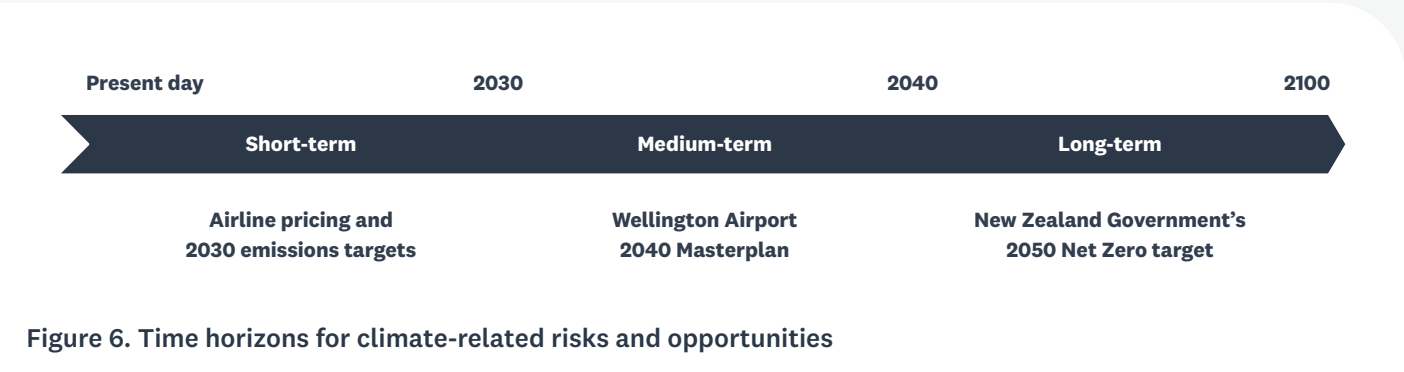 Present day 2030 2040 2100
Short-term Medium-term Long-term
Airline pricing and Wellington Airport New Zealand Government’s
2030 emissions targets 2040 Masterplan 2050 Net Zero target
Figure 6. Time horizons for climate-related risks and opportunities